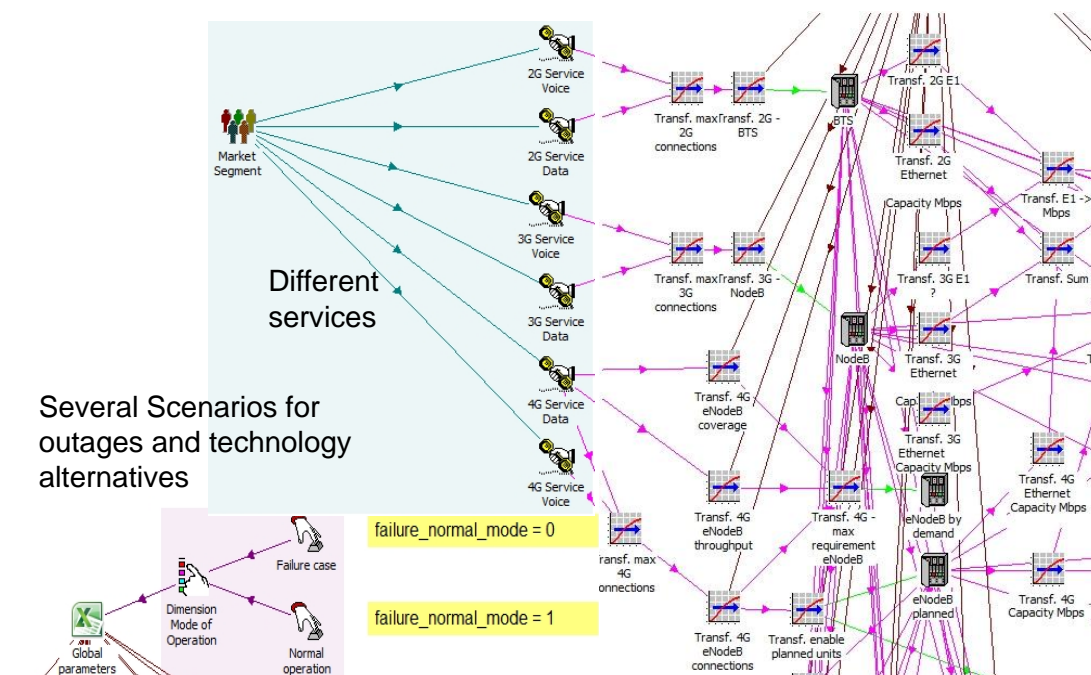 2G Service
Voice
Transf. max
2G
connections
Transf. 2G -
BTS
BTS
Transf. 2G E1
Market
Segment
2G Service
Data
Transf. 2G
Ethernet
Capacity Mbps
Transf. E1 ->
Mbps
3G Service
Voice
Different
services
Transf. max
3G
connections
Transf. 3G -
NodeB
Transf. 3G E1
?
Transf. Sum
3G Service
Data
NodeB
Transf. 3G
Ethernet
Several Scenarios for
outages and technology
alternatives
4G Service
Data
Transf. 4G
eNodeB
coverage
Transf. 3G
Ethernet
Capacity Mbps
4G Service
Voice
Transf. 4G
Ethernet
Capacity Mbps
failure_normal_mode = 0
Failure case
Transf. 4G
eNodeB
throughput
Transf. 4G -
max
requirement
eNodeB
eNodeB by
demand
ransf. max
4G
onnections
Dimension
Mode of
Operation
failure_normal_mode = 1
eNodeB
planned
Transf. 4G
Capacity Mbps
Global
parameters
Normal
operation
Transf. 4G
eNodeB
connections
Transf. enable
planned units